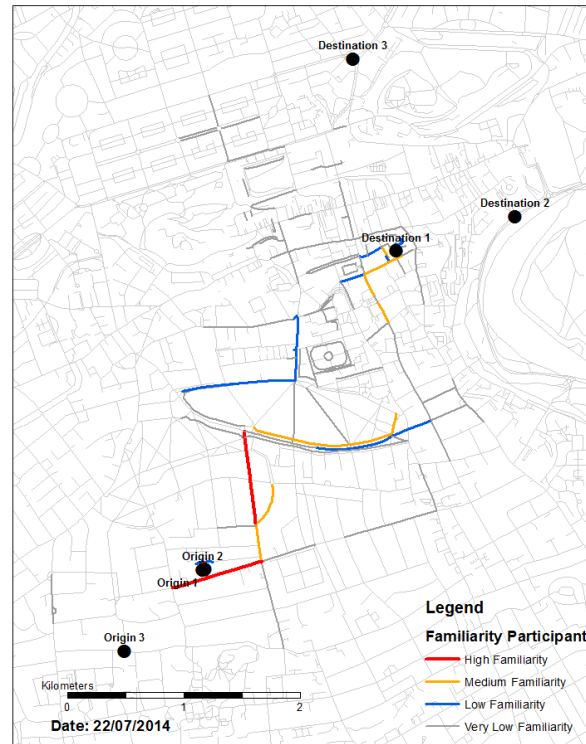 Destination 3
Destination 2
Destination 1
Origin 2
Origin 1
Origin 3
Legend
Familiarity Participant
High Familiarity
Medium Familiarity
Low Familiarity
Very Low Familiarity
Kilometers
0 1 2
Date: 22/07/2014